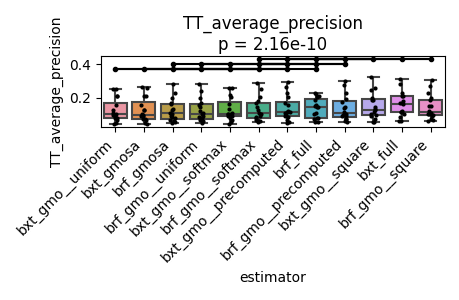 TT_average_precision
p = 2.16e-10
TT_average_precision
0.4
0.2
bxt_gmo__uniform
bxt_gmosa
brf_gmosa
brf_gmo__uniform
bxt_gmo__softmax
brf_gmo__softmax
bxt_gmo__precomputed
brf_full
brf_gmo__precomputed
bxt_gmo__square
bxt_full
brf_gmo__square
estimator